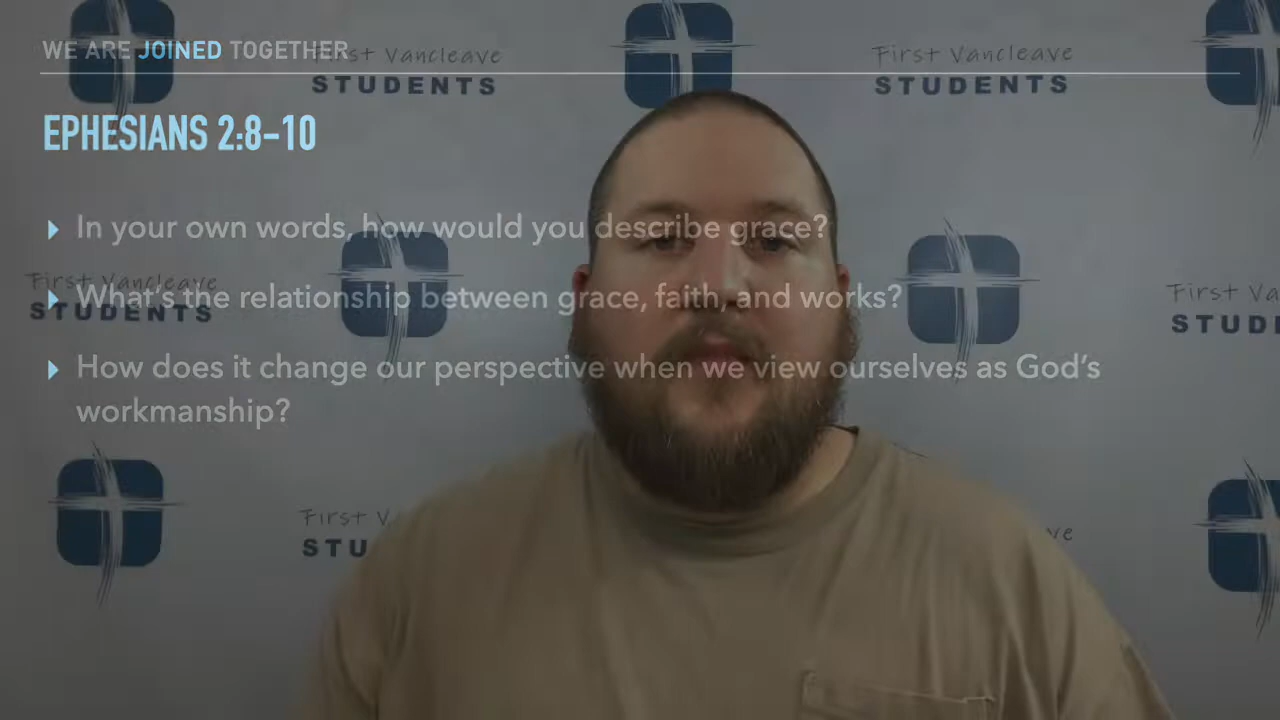 WE ARE JOINED TOGETHER
First Vancleave
STUDENTS
First Vancleave
STUDENTS
EPHESIANS 2:8–10
In your own words, how would you describe grace?
What's the relationship between grace, faith, and works?
How does it change our perspective when we view ourselves as God's
workmanship?
First Vancleave
STUDENTS
First Va
STUD
First V
STU
ve